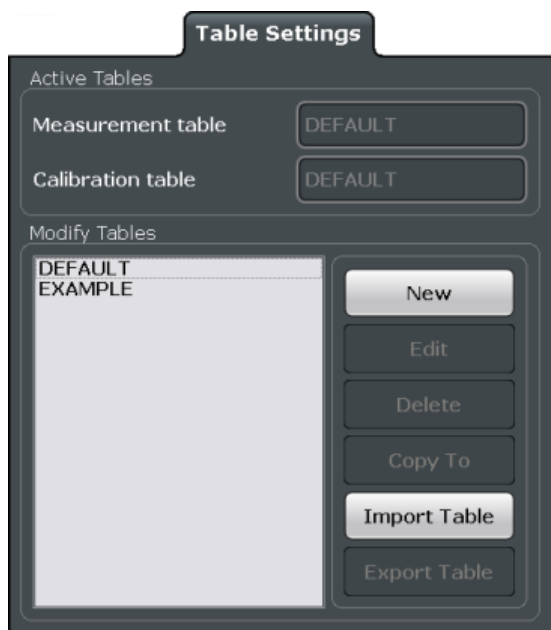 Table Settings
Active Tables
Measurement table DEFAULT
Calibration table DEFAULT
Modify Tables
DEFAULT
EXAMPLE
New
Edit
Delete
Copy To
Import Table
Export Table